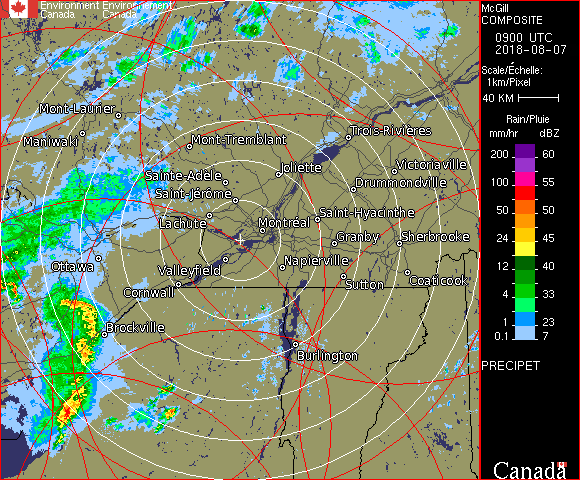 Environment Environnement
Canada Canada
Mont-Laurier
Maniwaki
Mont-Tremblant
Trois-Rivières
Sainte-Adèle
Joliette
Victoriaville
Saint-Jérôme
Drummondville
Lachute
Montréal
Saint-Hyacinthe
Granby
Sherbrooke
Ottawa
Valleyfield
Napierville
Cornwall
Sutton
Coaticook
Brockville
Burlington
McGill
COMPOSITE
0900 UTC
2018-08-07
Scale/Échelle:
1km/Pixel
40 KM
Rain/Pluie
mm/hr dBZ
200 60
100 55
50 50
24 45
12 40
4 33
1 23
0.1 7
PRECIPET
Canada